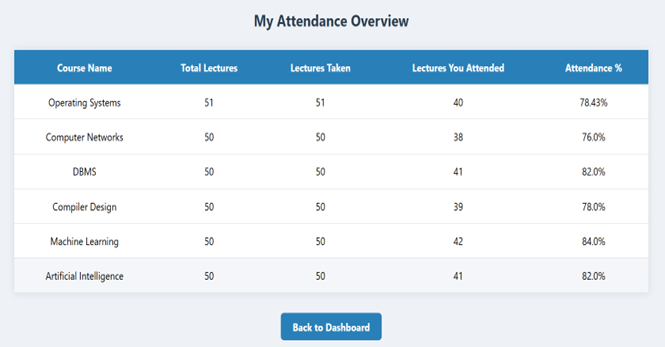 My Attendance Overview
Course Name Total Lectures Lectures Taken Lectures You Attended Attendance %
Operating Systems 51 51 40 78.43%
Computer Networks 50 50 38 76.0%
DBMS 50 50 41 82.0%
Compiler Design 50 50 39 78.0%
Machine Learning 50 50 42 84.0%
Artificial Intelligence 50 50 41 82.0%
Back to Dashboard